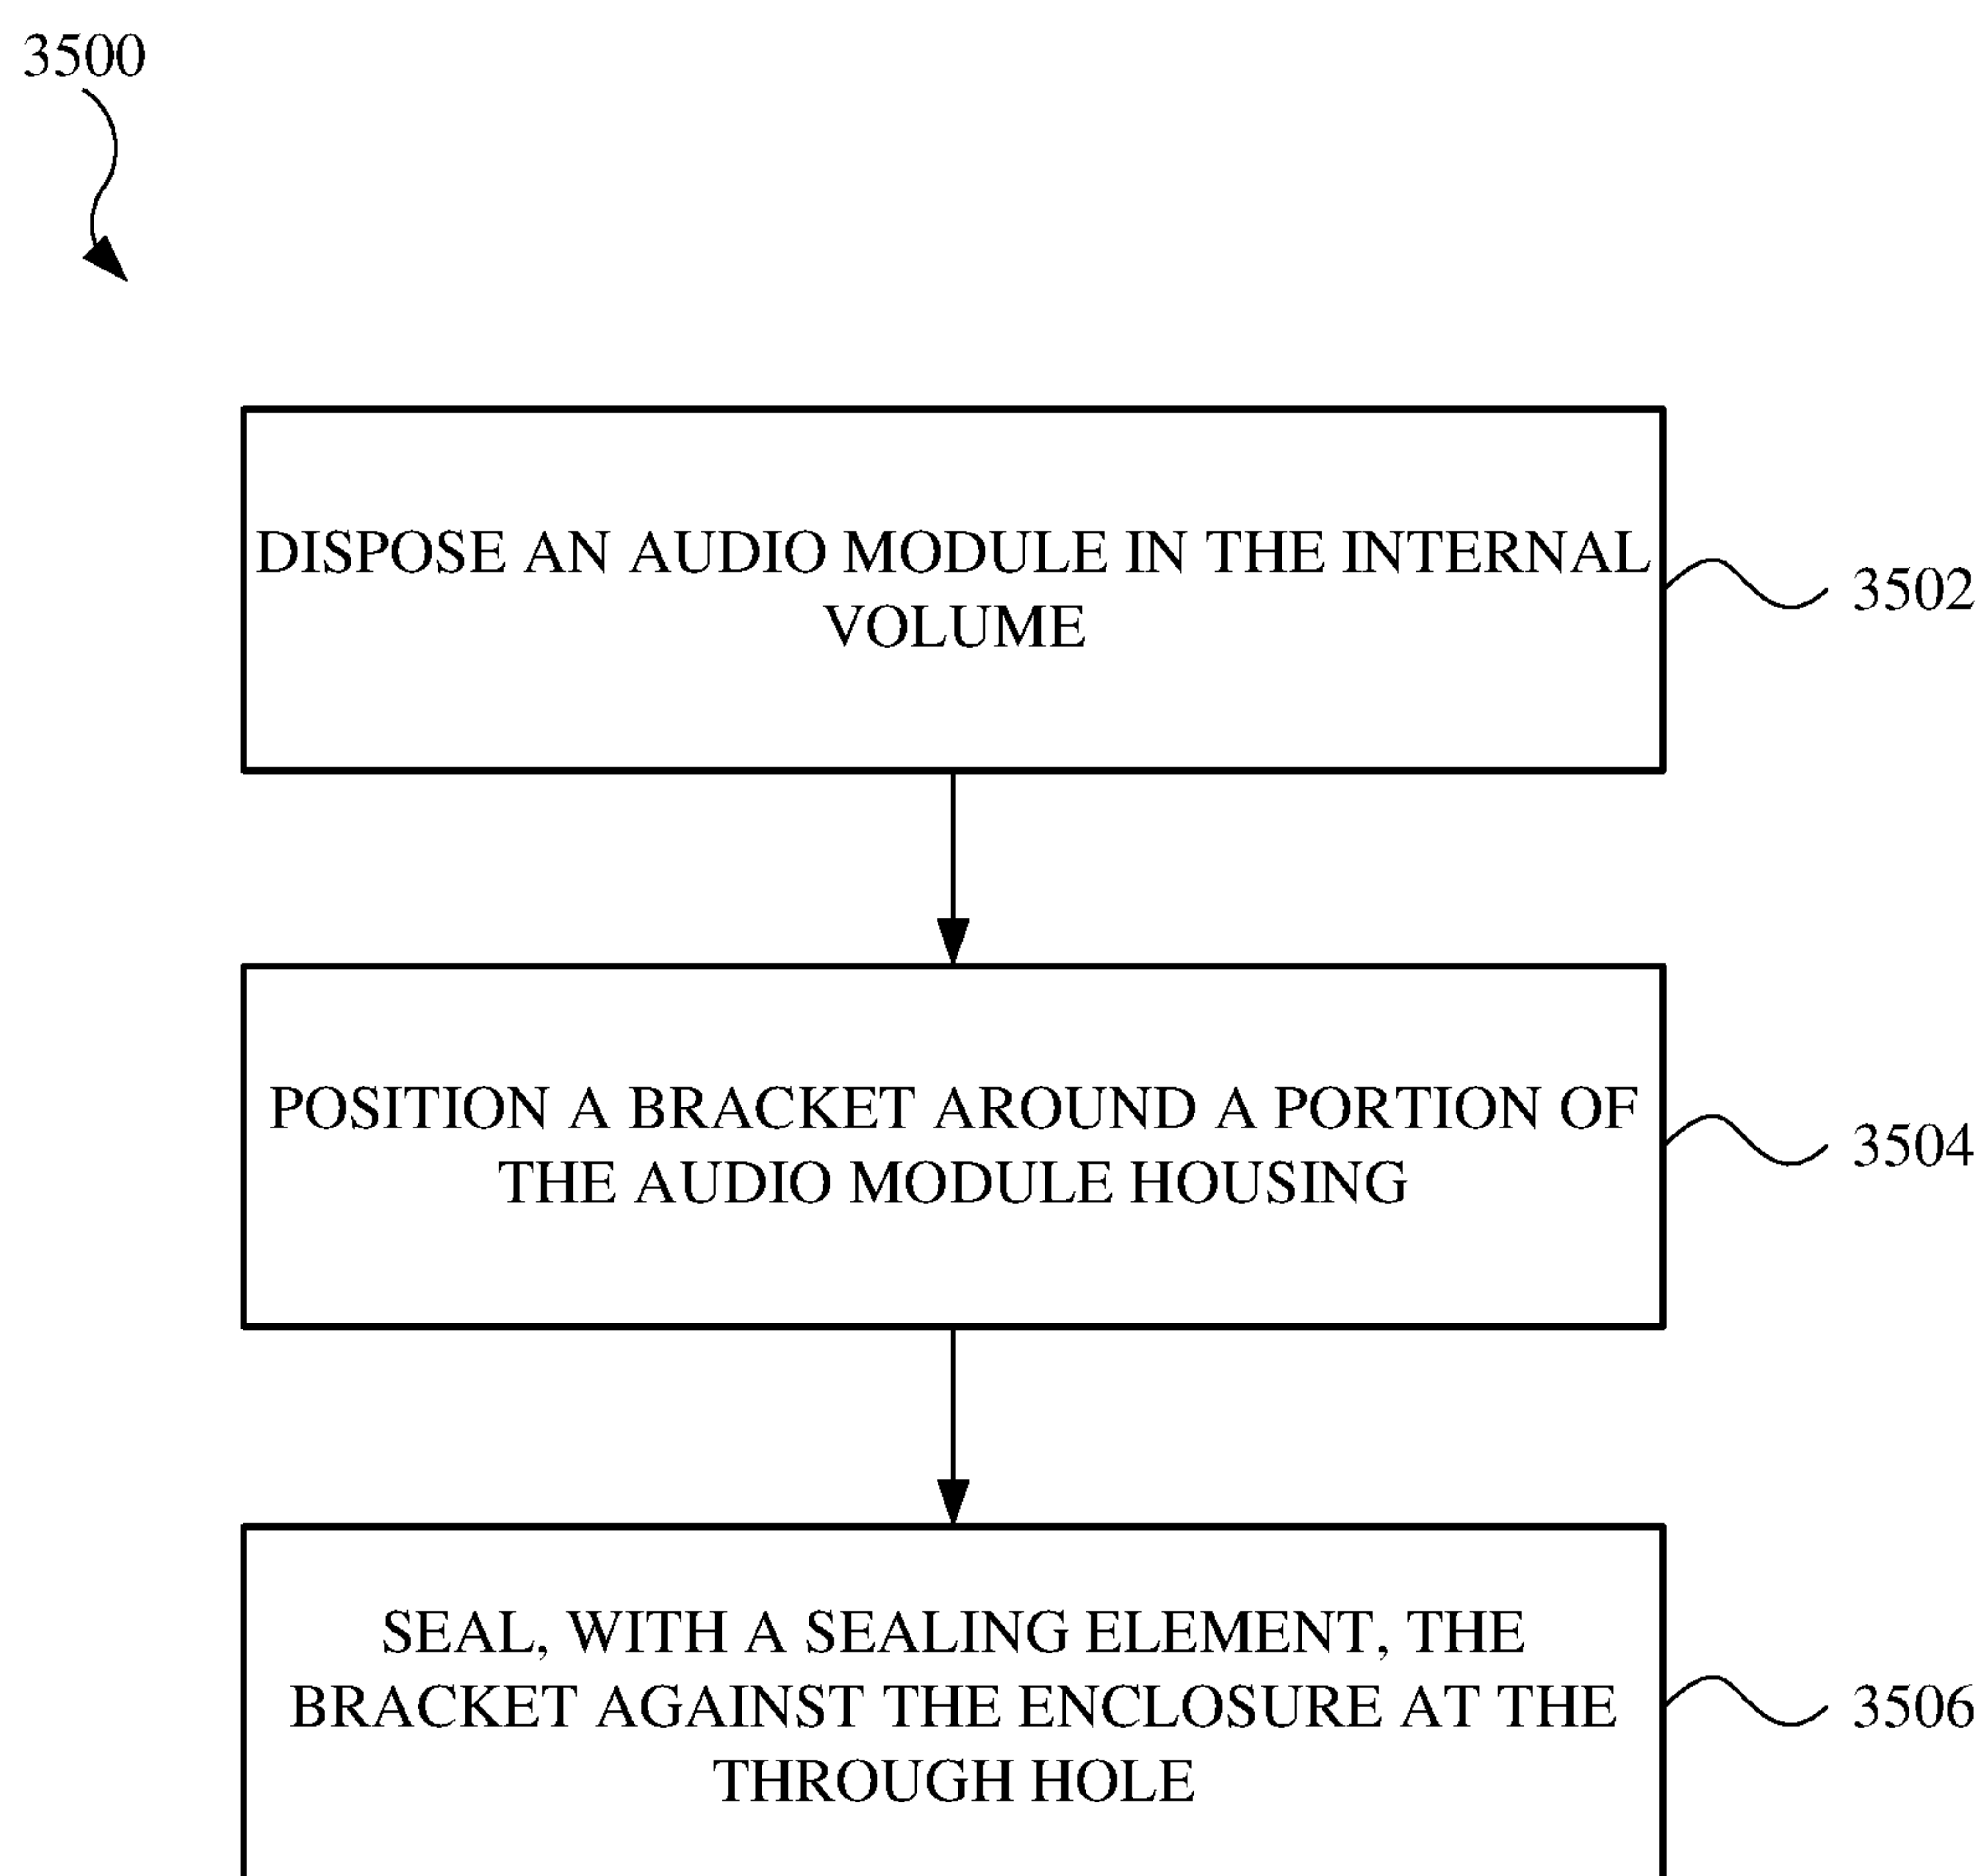 3500
DISPOSE AN AUDIO MODULE IN THE INTERNAL
VOLUME
3502
POSITION A BRACKET AROUND A PORTION OF
THE AUDIO MODULE HOUSING
3504
SEAL, WITH A SEALING ELEMENT, THE
BRACKET AGAINST THE ENCLOSURE AT THE
THROUGH HOLE
3506